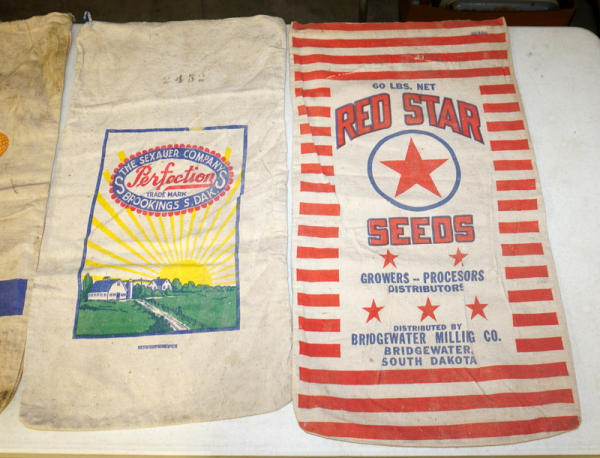 2452
THE SEXAUER COMPANY
Perfection
TRADE MARK
BROOKINGS S. DAK.
60 LBS. NET
RED STAR
SEEDS
GROWERS - PROCESORS
DISTRIBUTORS
DISTRIBUTED BY
BRIDGEWATER MILLIG CO.
BRIDGEWATER,
SOUTH DAKOTA